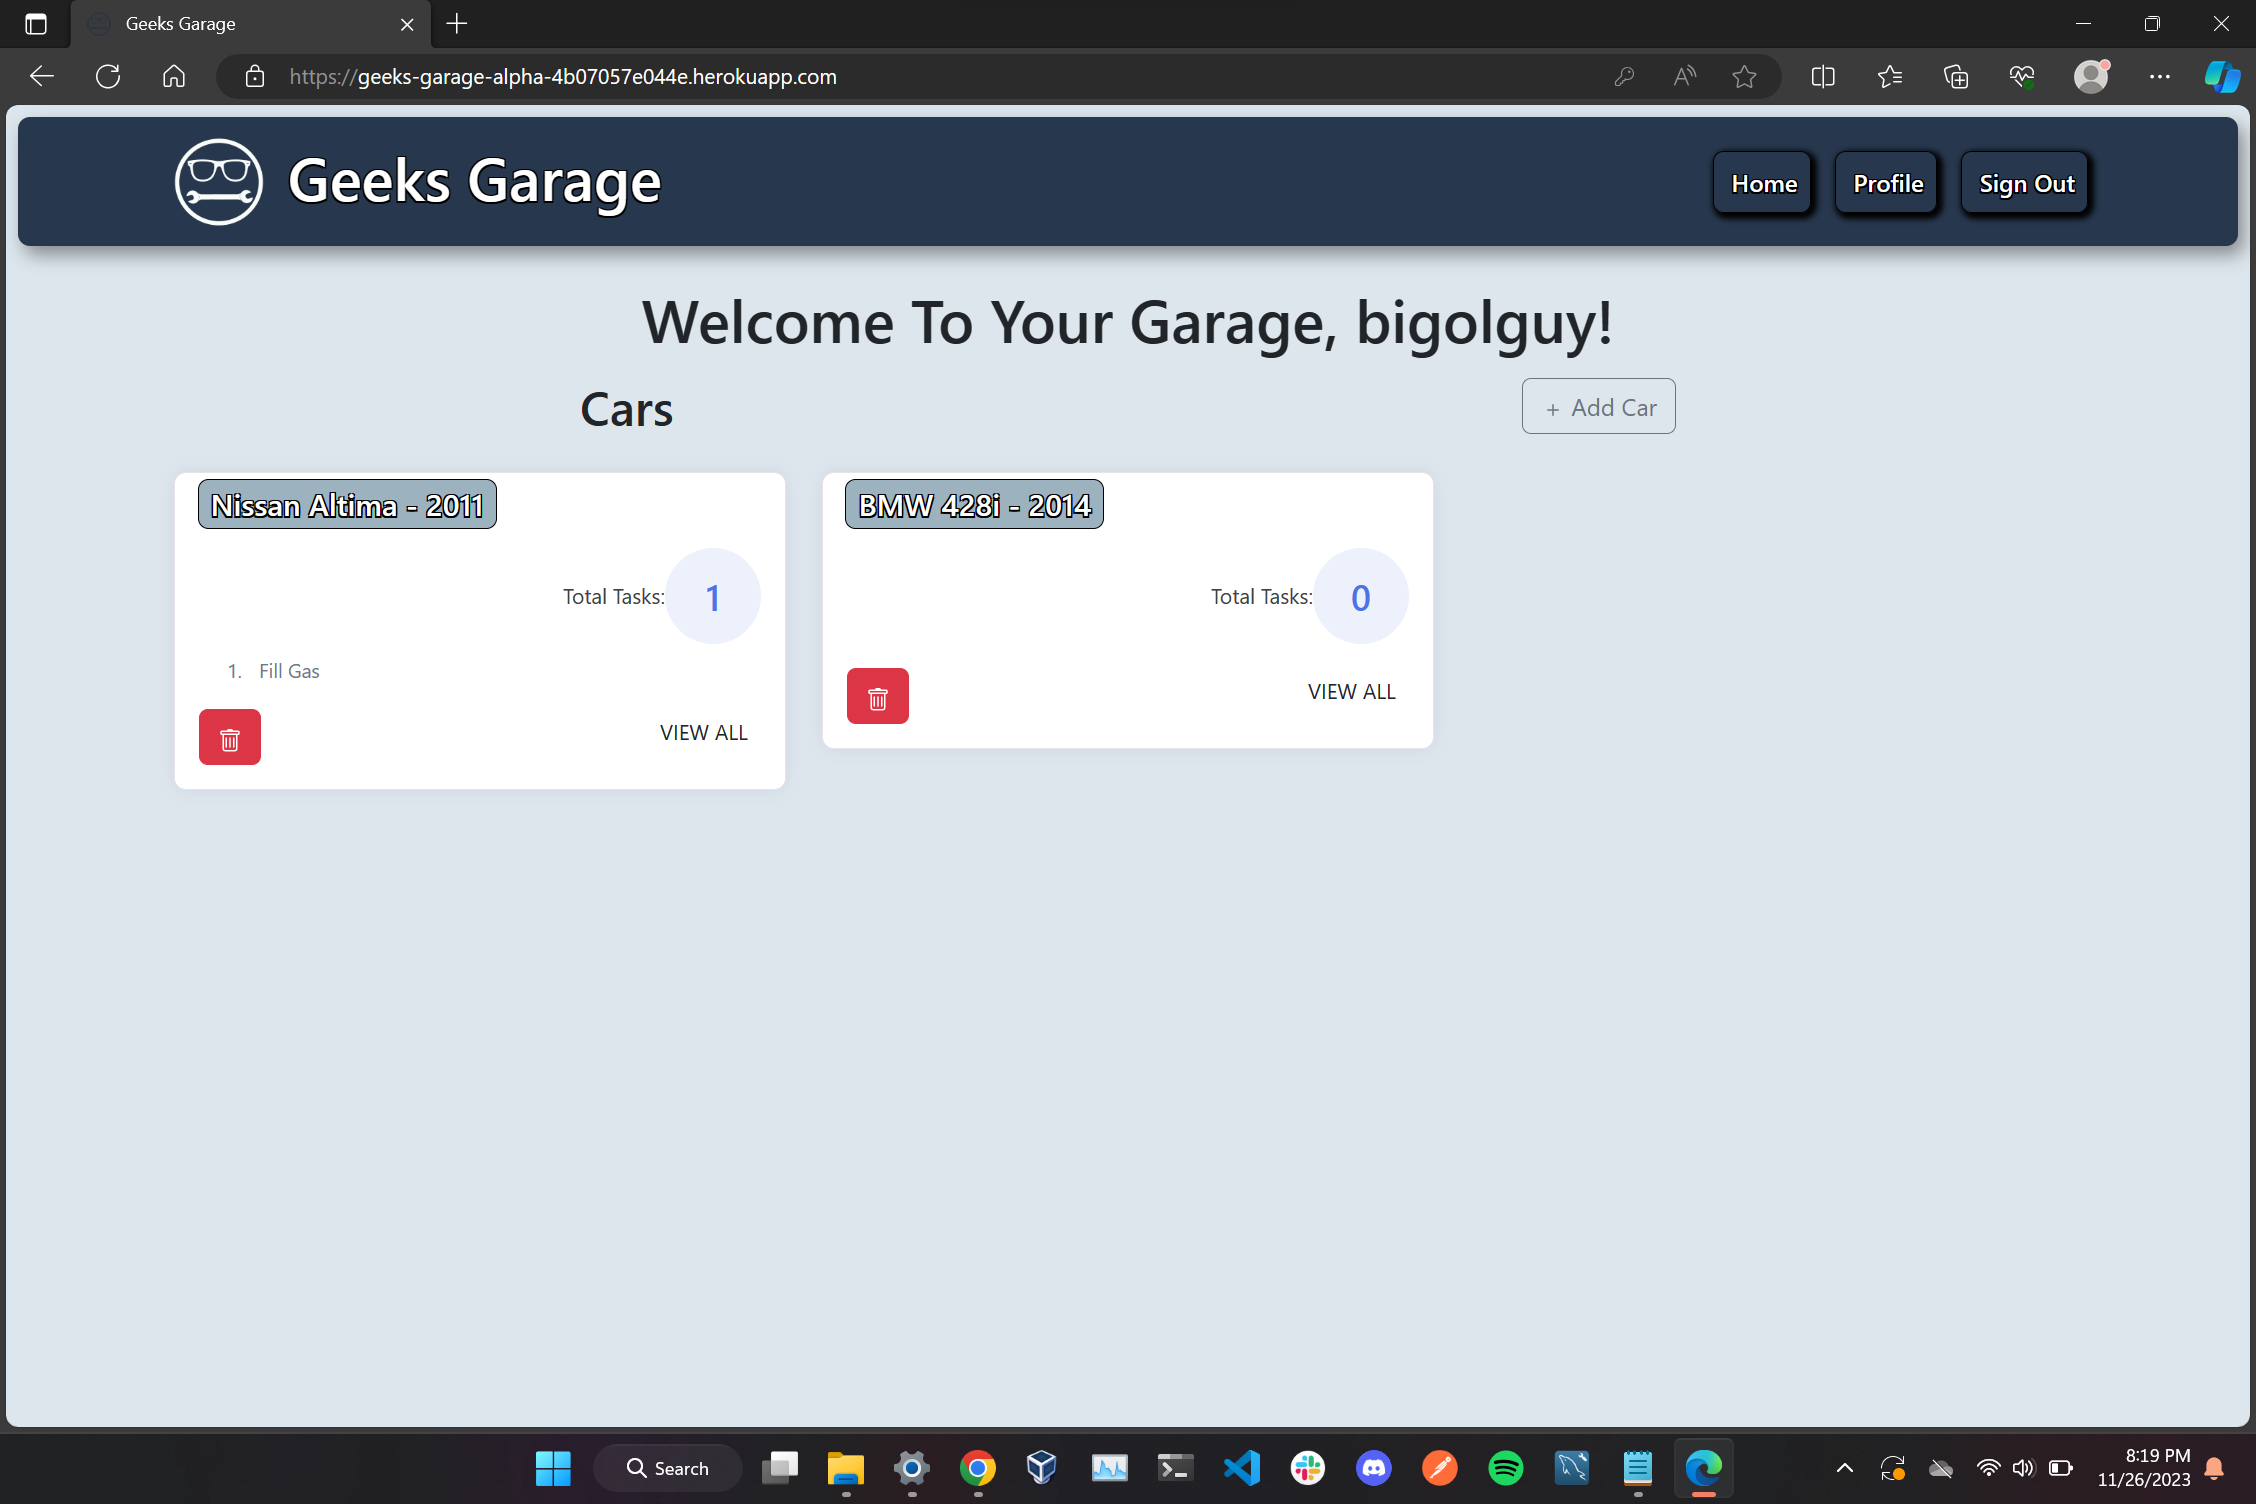 Geeks Garage
https://geeks-garage-alpha-4b07057e044e.herokuapp.com
Geeks Garage
Home
Profile
Sign Out
Welcome To Your Garage, bigolguy!
Cars
+ Add Car
Nissan Altima - 2011
Total Tasks:
1
1. Fill Gas
VIEW ALL
BMW 428i - 2014
Total Tasks:
0
VIEW ALL
Search
8:19 PM
11/26/2023